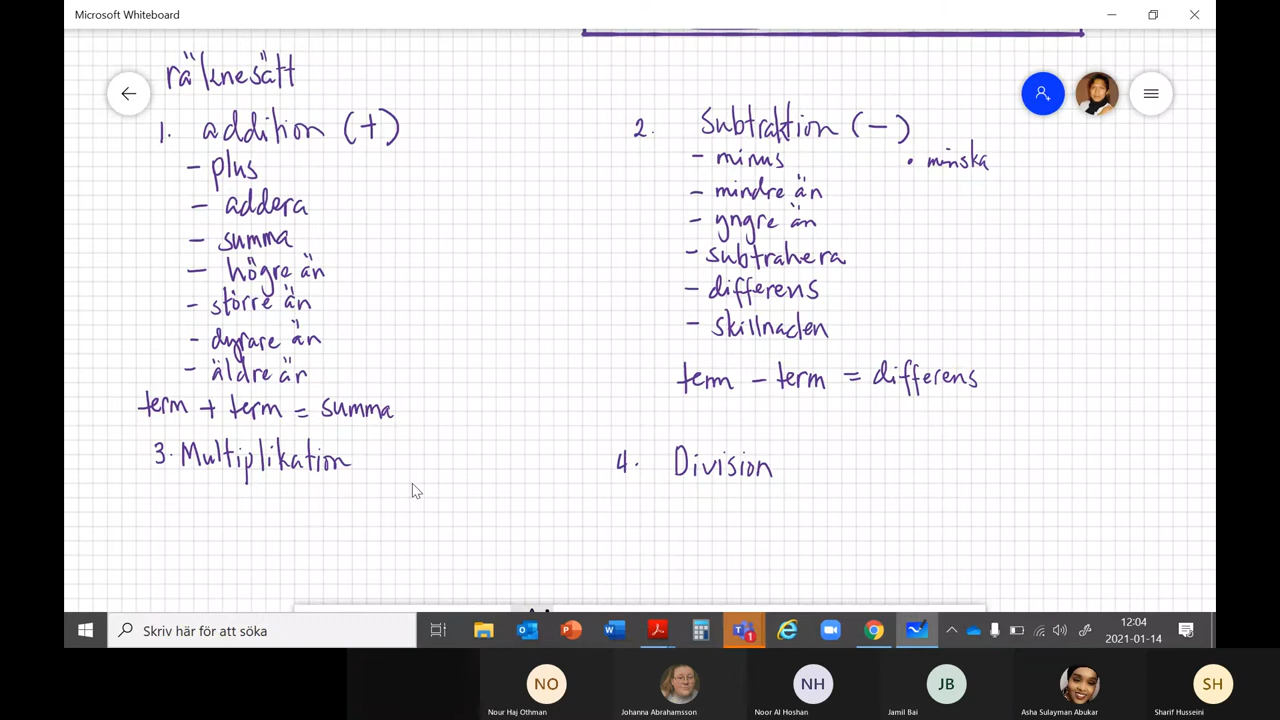 Microsoft Whiteboard
räknesätt
1. addition (+)
- plus
- addera
- summa
- högre än
- större än
- dyrare än
- äldre än
term + term = summa
3. Multiplikation
2. Subtraktion (-)
- minus
• minska
- mindre än
- yngre än
- subtrahera
- differens
- skillnaden
term - term = differens
4. Division
Skriv här för att söka
12:04
2021-01-14
NO
NH
JB
SH
Nour Haj Othman
Johanna Abrahamsson
Noor Al Hoshan
Jamil Bai
Asha Sulayman Abukar
Sharif Husseini